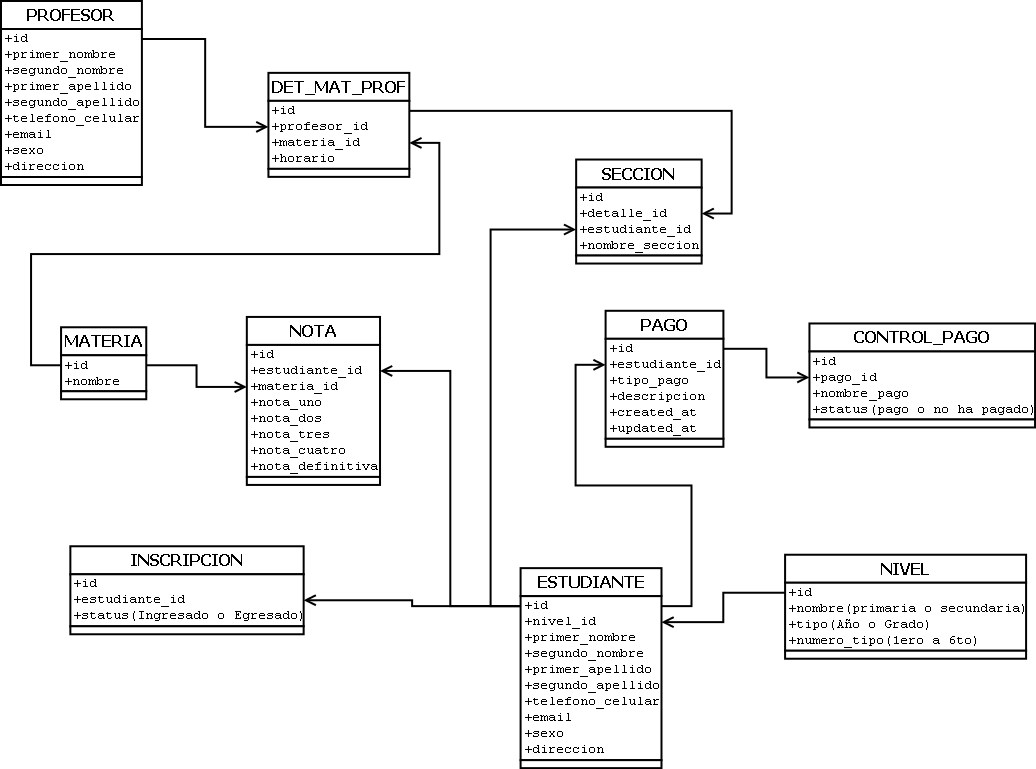 PROFESOR
+id
+primer_nombre
+segundo_nombre
+primer_apellido
+segundo_apellido
+telefono_celular
+email
+sexo
+direccion
DET_MAT_PROF
+id
+profesor_id
+materia_id
+horario
SECCION
+id
+detalle_id
+estudiante_id
+nombre_seccion
MATERIA
+id
+nombre
NOTA
+id
+estudiante_id
+materia_id
+nota_uno
+nota_dos
+nota_tres
+nota_cuatro
+nota_definitiva
PAGO
+id
+estudiante_id
+tipo_pago
+descripcion
+created_at
+updated_at
CONTROL_PAGO
+id
+pago_id
+nombre_pago
+status(pago o no ha pagado)
INSCRIPCION
+id
+estudiante_id
+status(Ingresado o Egresado)
ESTUDIANTE
+id
+nivel_id
+primer_nombre
+segundo_nombre
+primer_apellido
+segundo_apellido
+telefono_celular
+email
+sexo
+direccion
NIVEL
+id
+nombre(primaria o secundaria)
+tipo(Año o Grado)
+numero_tipo(1ero a 6to)